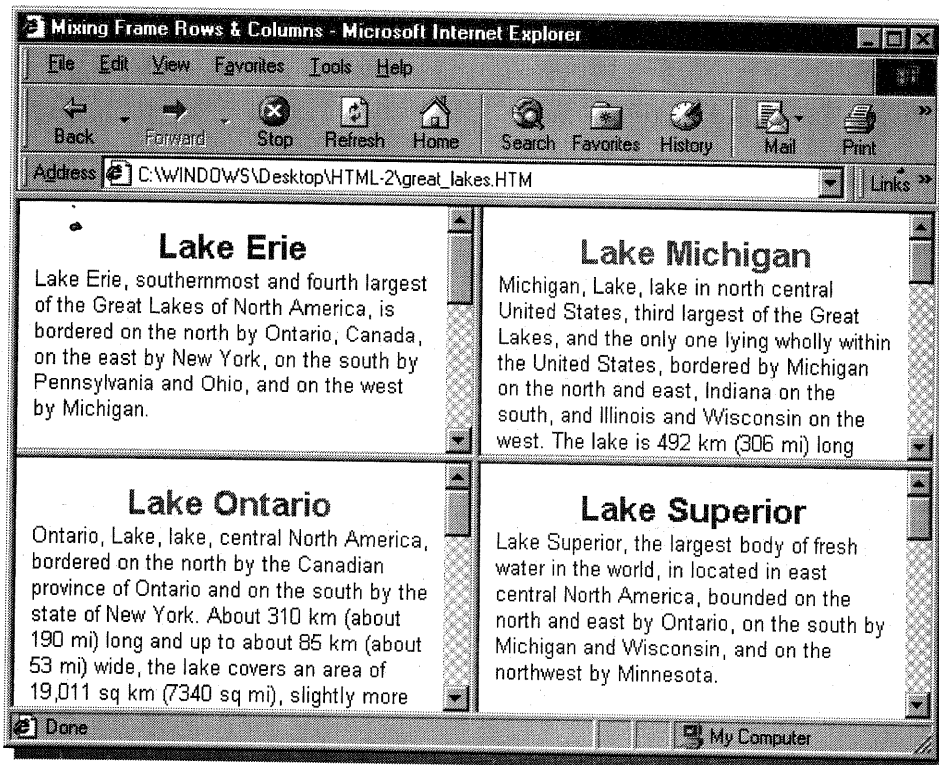 Mixing Frame Rows & Columns - Microsoft Internet Explorer
File Edit View Favorites Tools Help
Back Forward Stop Refresh Home Search Favorites History Mail Print
Address C:\WINDOWS\Desktop\HTML-2\great_lakes.HTM Links
Lake Erie
Lake Erie, southernmost and fourth largest
of the Great Lakes of North America, is
bordered on the north by Ontario, Canada,
on the east by New York, on the south by
Pennsylvania and Ohio, and on the west
by Michigan.
Lake Michigan
Michigan, Lake, lake in north central
United States, third largest of the Great
Lakes, and the only one lying wholly within
the United States, bordered by Michigan
on the north and east, Indiana on the
south, and Illinois and Wisconsin on the
west. The lake is 492 km (306 mi) long
Lake Ontario
Ontario, Lake, lake, central North America,
bordered on the north by the Canadian
province of Ontario and on the south by the
state of New York. About 310 km (about
190 mi) long and up to about 85 km (about
53 mi) wide, the lake covers an area of
19,011 sq km (7340 sq mi), slightly more
Lake Superior
Lake Superior, the largest body of fresh
water in the world, in located in east
central North America, bounded on the
north and east by Ontario, on the south by
Michigan and Wisconsin, and on the
northwest by Minnesota.
Done My Computer